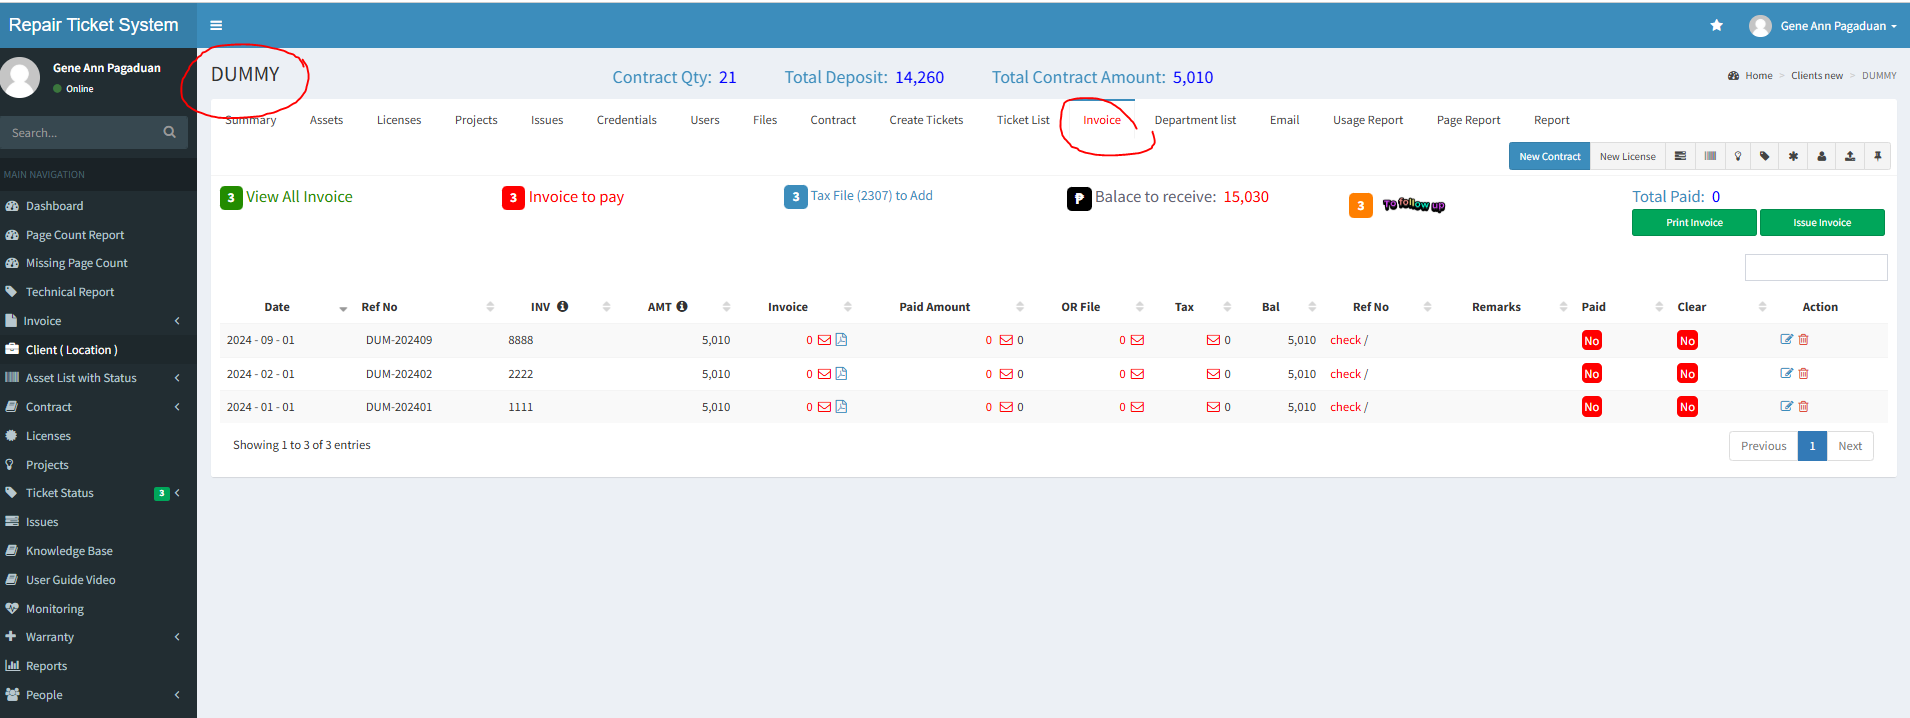 Repair Ticket System
Gene Ann Pagaduan
Gene Ann Pagaduan
Online
Search...
MAIN NAVIGATION
Dashboard
Page Count Report
Missing Page Count
Technical Report
Invoice
Client ( Location )
Asset List with Status
Contract
Licenses
Projects
Ticket Status 3
Issues
Knowledge Base
User Guide Video
Monitoring
Warranty
Reports
People
DUMMY Contract Qty: 21 Total Deposit: 14,260 Total Contract Amount: 5,010 Home > Clients new > DUMMY
Summary Assets Licenses Projects Issues Credentials Users Files Contract Create Tickets Ticket List Invoice Department list Email Usage Report Page Report Report
New Contract New License
3 View All Invoice 3 Invoice to pay 3 Tax File (2307) to Add ₱ Balace to receive: 15,030 3 To follow up Total Paid: 0
Print Invoice Issue Invoice
Date Ref No INV AMT Invoice Paid Amount OR File Tax Bal Ref No Remarks Paid Clear Action
2024 - 09 - 01 DUM-202409 8888 5,010 0 0 0 0 0 5,010 check / No No
2024 - 02 - 01 DUM-202402 2222 5,010 0 0 0 0 0 5,010 check / No No
2024 - 01 - 01 DUM-202401 1111 5,010 0 0 0 0 0 5,010 check / No No
Showing 1 to 3 of 3 entries
Previous 1 Next